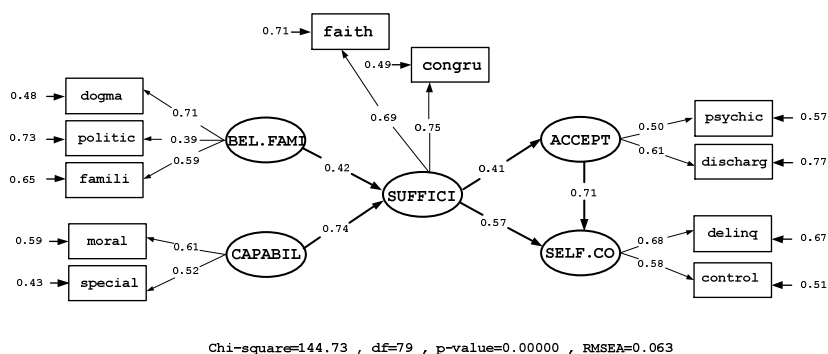 0.71
faith
0.49
congru
0.48
dogma
0.71
0.69
0.75
0.73
politic
0.39
BEL.FAMI
0.65
famili
0.59
0.42
SUFFICI
0.41
ACCEPT
0.50
psychic
0.57
0.61
discharg
0.77
0.71
0.59
moral
0.61
CAPABIL
0.74
0.57
SELF.CO
0.68
delinq
0.67
0.43
special
0.52
0.58
control
0.51
Chi-square=144.73 , df=79 , p-value=0.00000 , RMSEA=0.063